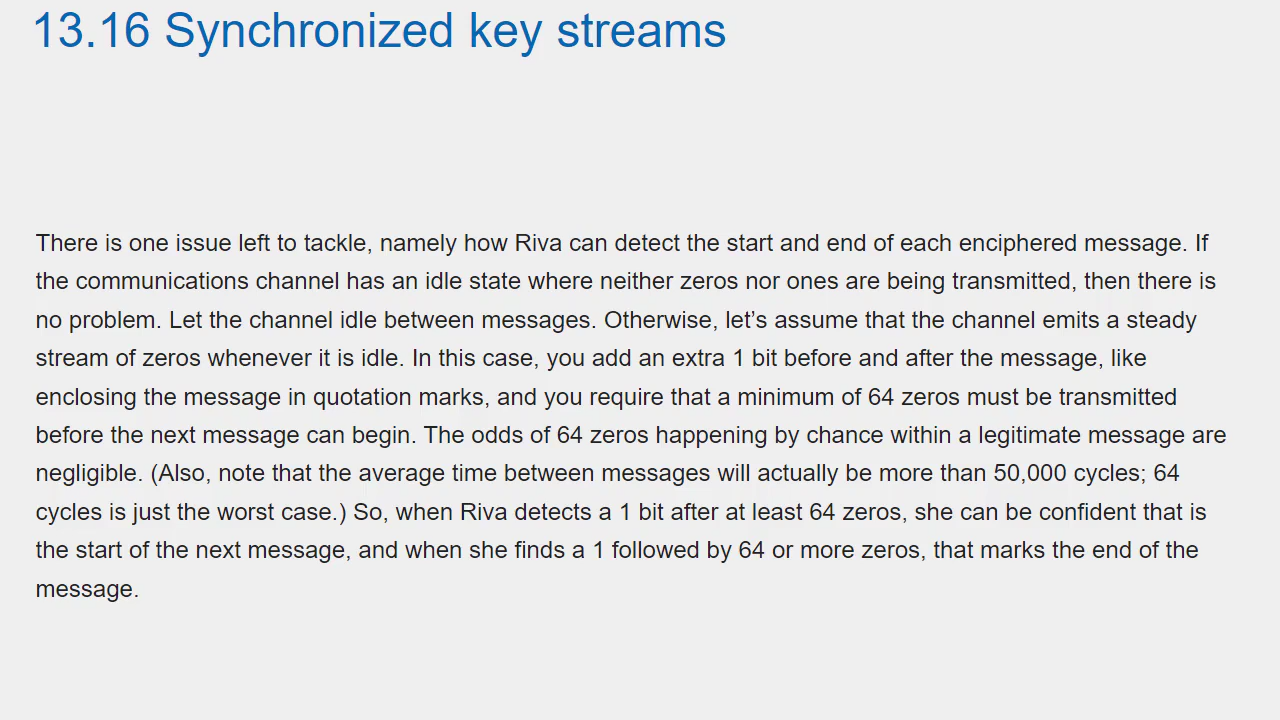 13.16 Synchronized key streams
There is one issue left to tackle, namely how Riva can detect the start and end of each enciphered message. If
the communications channel has an idle state where neither zeros nor ones are being transmitted, then there is
no problem. Let the channel idle between messages. Otherwise, let’s assume that the channel emits a steady
stream of zeros whenever it is idle. In this case, you add an extra 1 bit before and after the message, like
enclosing the message in quotation marks, and you require that a minimum of 64 zeros must be transmitted
before the next message can begin. The odds of 64 zeros happening by chance within a legitimate message are
negligible. (Also, note that the average time between messages will actually be more than 50,000 cycles; 64
cycles is just the worst case.) So, when Riva detects a 1 bit after at least 64 zeros, she can be confident that is
the start of the next message, and when she finds a 1 followed by 64 or more zeros, that marks the end of the
message.